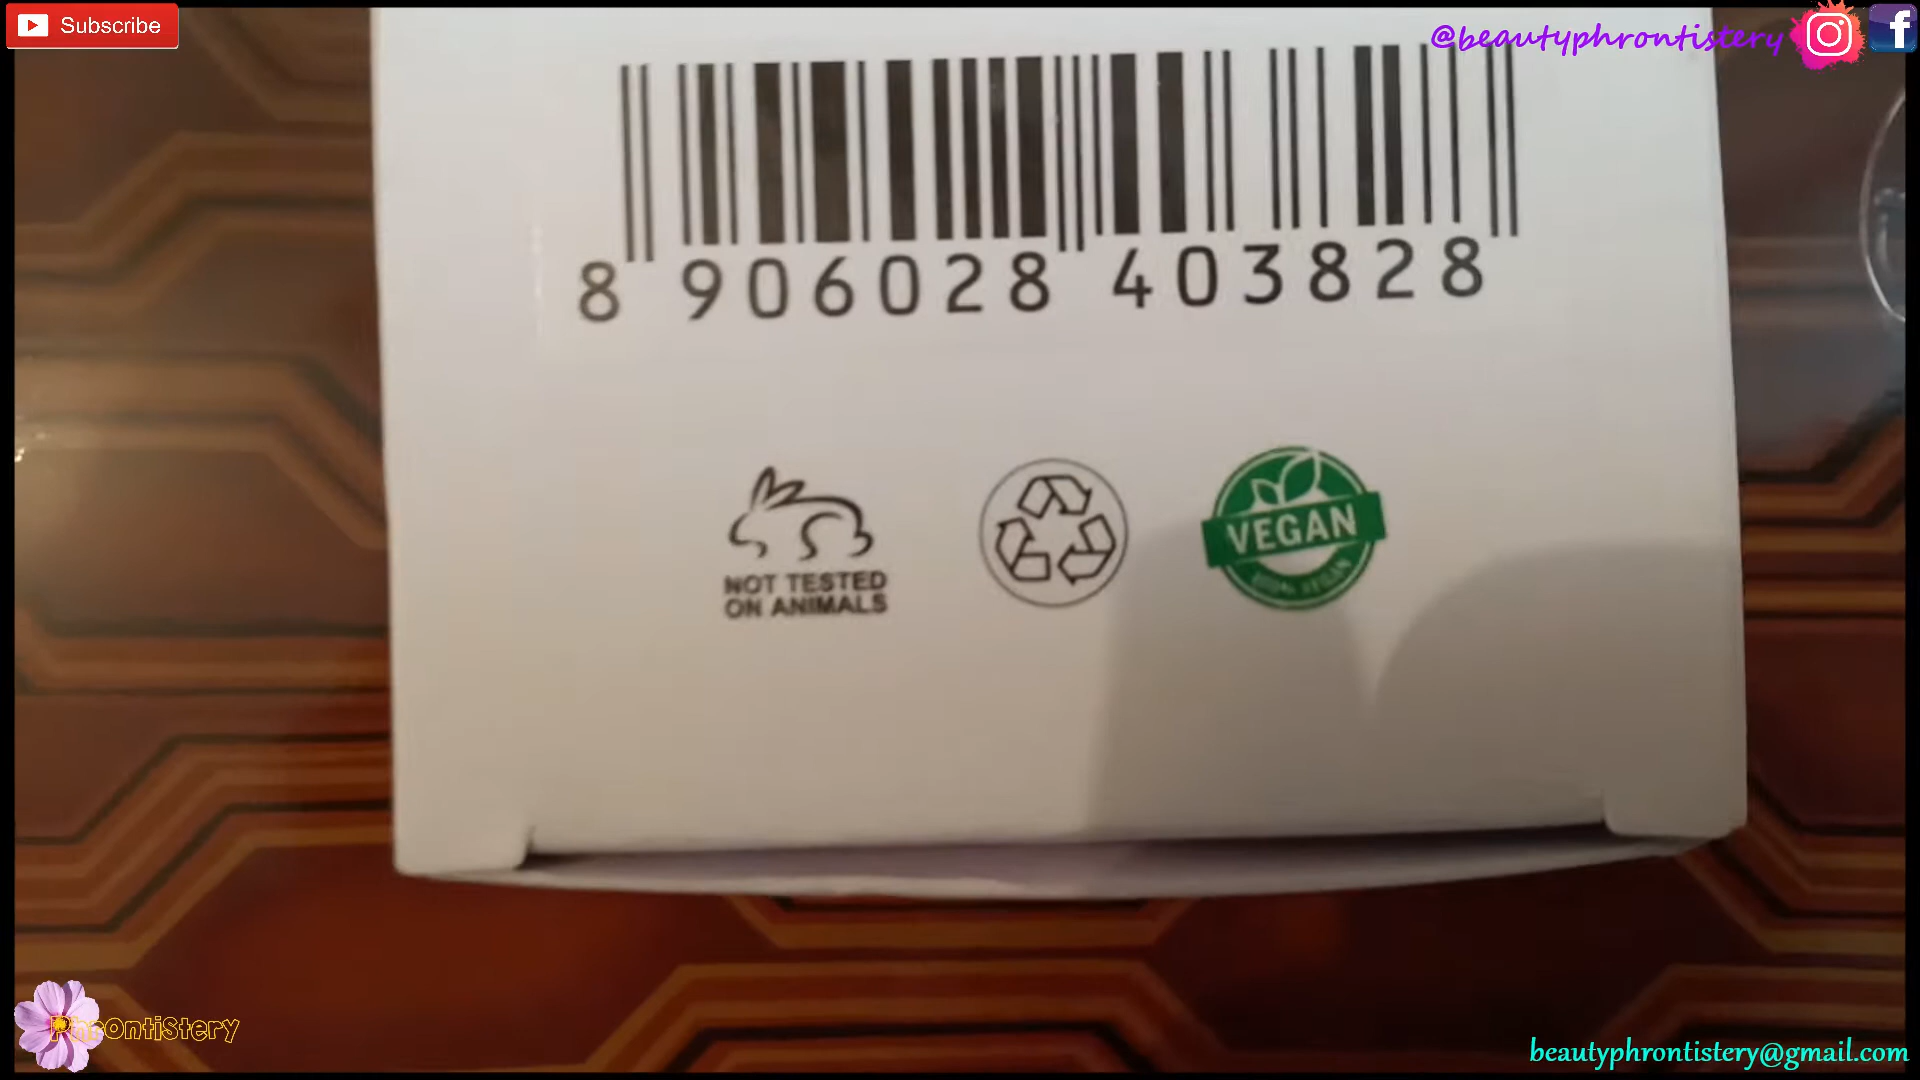 Subscribe
@beautyphrontistery
8 906028 403828
NOT TESTED
ON ANIMALS
VEGAN
100% VEGAN
PhrOntiStery
beautyphrontistery@gmail.com